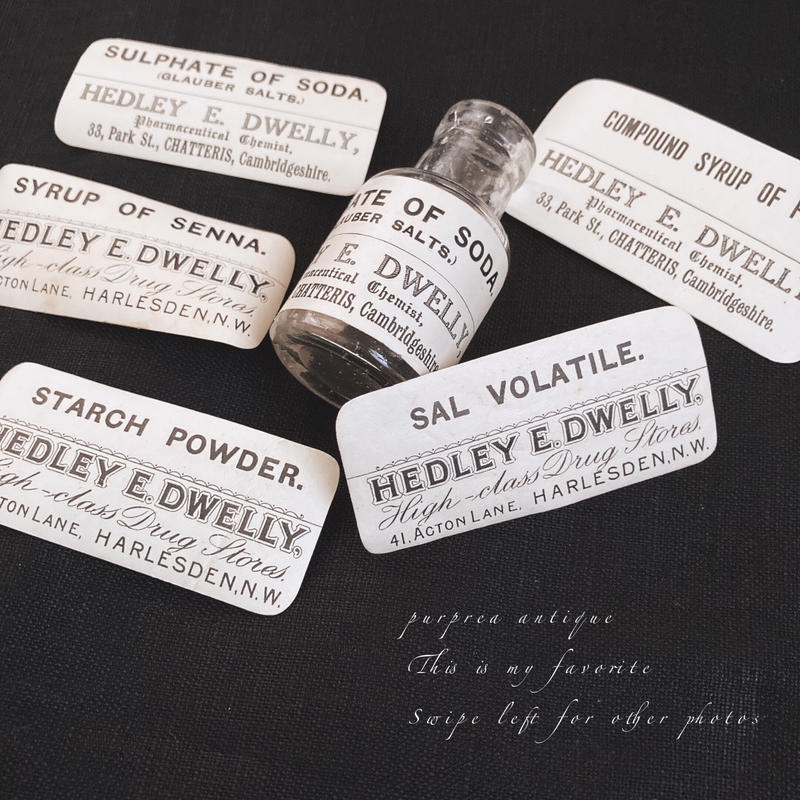 SULPHATE OF SODA.
(GLAUBER SALTS.)
HEDLEY E. DWELLY,
Pharmaceutical Chemist,
33, Park St., CHATTERIS, Cambridgeshire.
COMPOUND SYRUP OF
HEDLEY E. DWELLY
Pharmaceutical Chemist,
33, Park St., CHATTERIS, Cambridgeshire.
SYRUP OF SENNA.
HEDLEY E. DWELLY,
High-class Drug Stores.
ACTON LANE, HARLESDEN, N.W.
ATE OF SODA.
AUBER SALTS.)
Y E. DWELLY,
maceutical Chemist,
CHATTERIS, Cambridgeshire
SAL VOLATILE.
HEDLEY E. DWELLY,
High-class Drug Stores.
41, ACTON LANE, HARLESDEN, N.W.
STARCH POWDER.
HEDLEY E. DWELLY,
High-class Drug Stores.
ACTON LANE, HARLESDEN, N.W.
purprea antique
This is my favorite
Swipe left for other photos